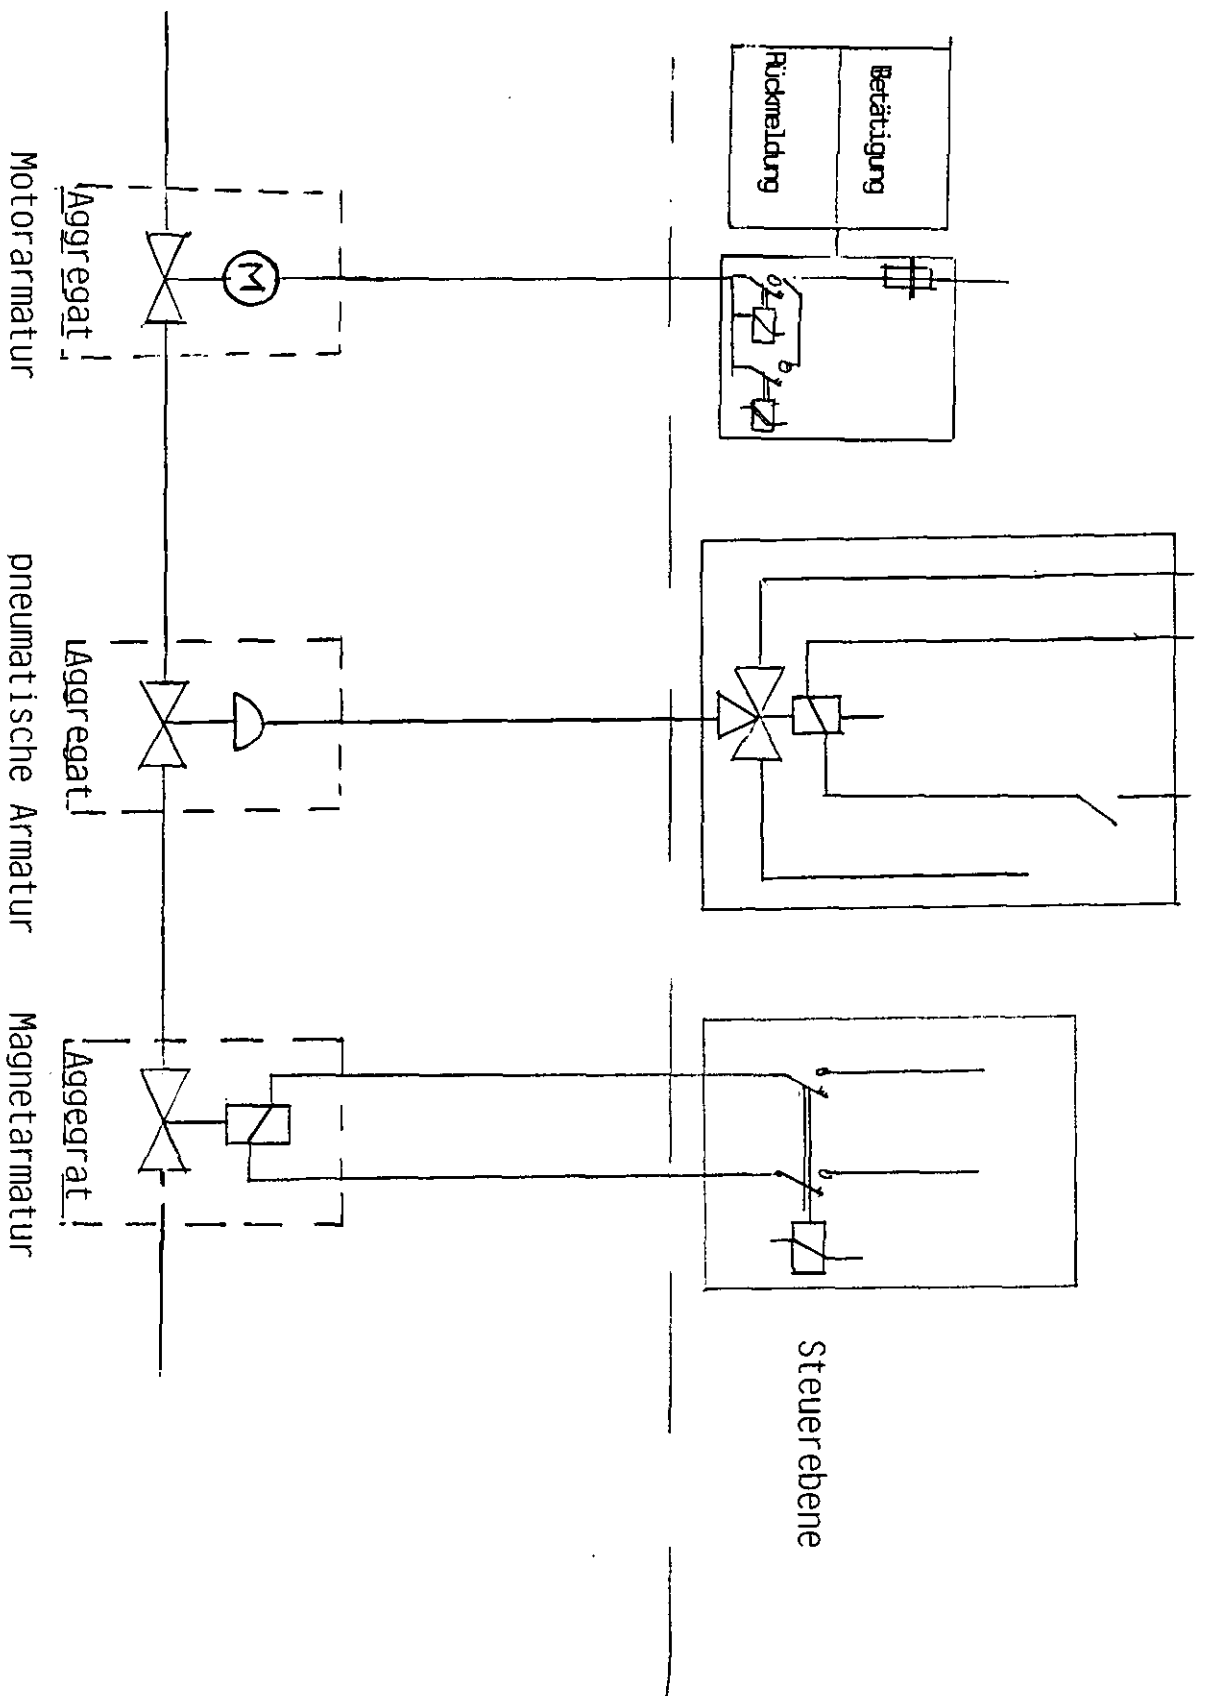 Betätigung
Rückmeldung
Steuerebene
M
Aggregat
Aggregat
Aggegrat
Motorarmatur
pneumatische Armatur
Magnetarmatur